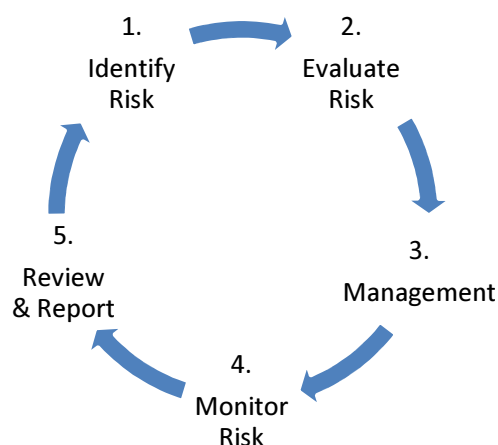 1.
Identify
Risk
2.
Evaluate
Risk
3.
Management
4.
Monitor
Risk
5.
Review
& Report